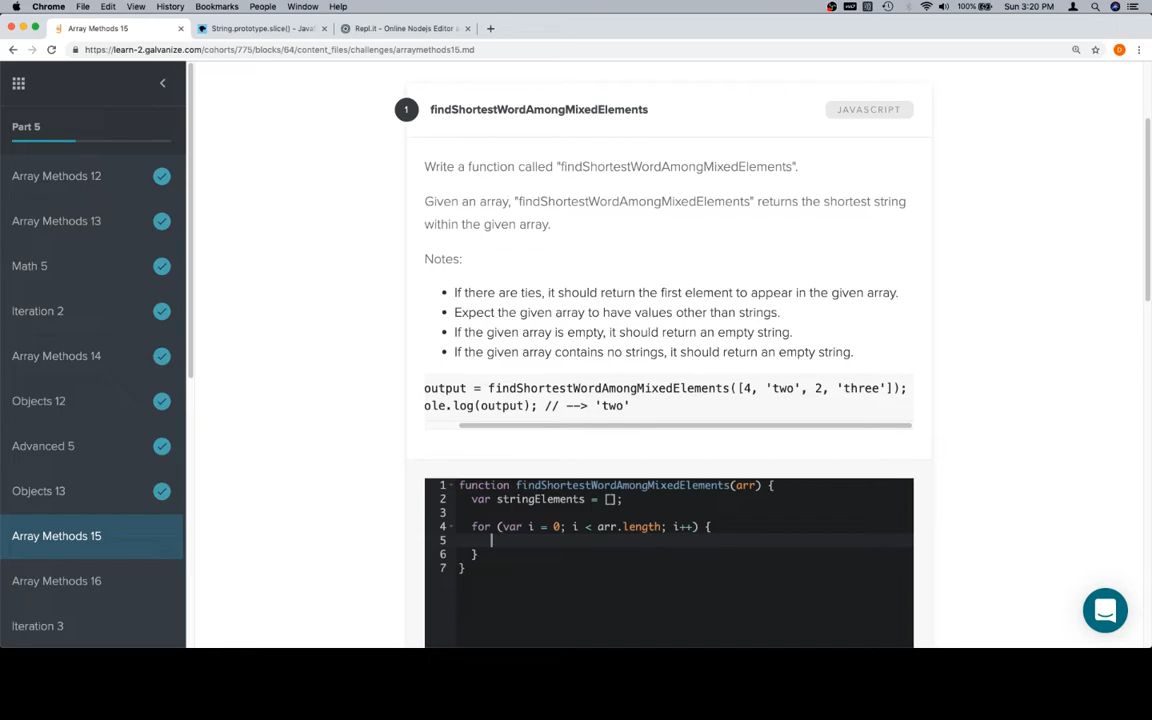 Chrome File Edit View History Bookmarks People Window Help
100% Sun 3:20 PM
Array Methods 15
String.prototype.slice() - JavaS
Repl.it - Online Nodejs Editor a
https://learn-2.galvanize.com/cohorts/775/blocks/64/content_files/challenges/arraymethods15.md
D
Part 5
Array Methods 12
Array Methods 13
Math 5
Iteration 2
Array Methods 14
Objects 12
Advanced 5
Objects 13
Array Methods 15
Array Methods 16
Iteration 3
1 findShortestWordAmongMixedElements JAVASCRIPT
Write a function called "findShortestWordAmongMixedElements".
Given an array, "findShortestWordAmongMixedElements" returns the shortest string
within the given array.
Notes:
• If there are ties, it should return the first element to appear in the given array.
• Expect the given array to have values other than strings.
• If the given array is empty, it should return an empty string.
• If the given array contains no strings, it should return an empty string.
output = findShortestWordAmongMixedElements([4, 'two', 2, 'three']);
ole.log(output); // --> 'two'
1 function findShortestWordAmongMixedElements(arr) {
2 var stringElements = [];
3
4 for (var i = 0; i < arr.length; i++) {
5
6 }
7 }